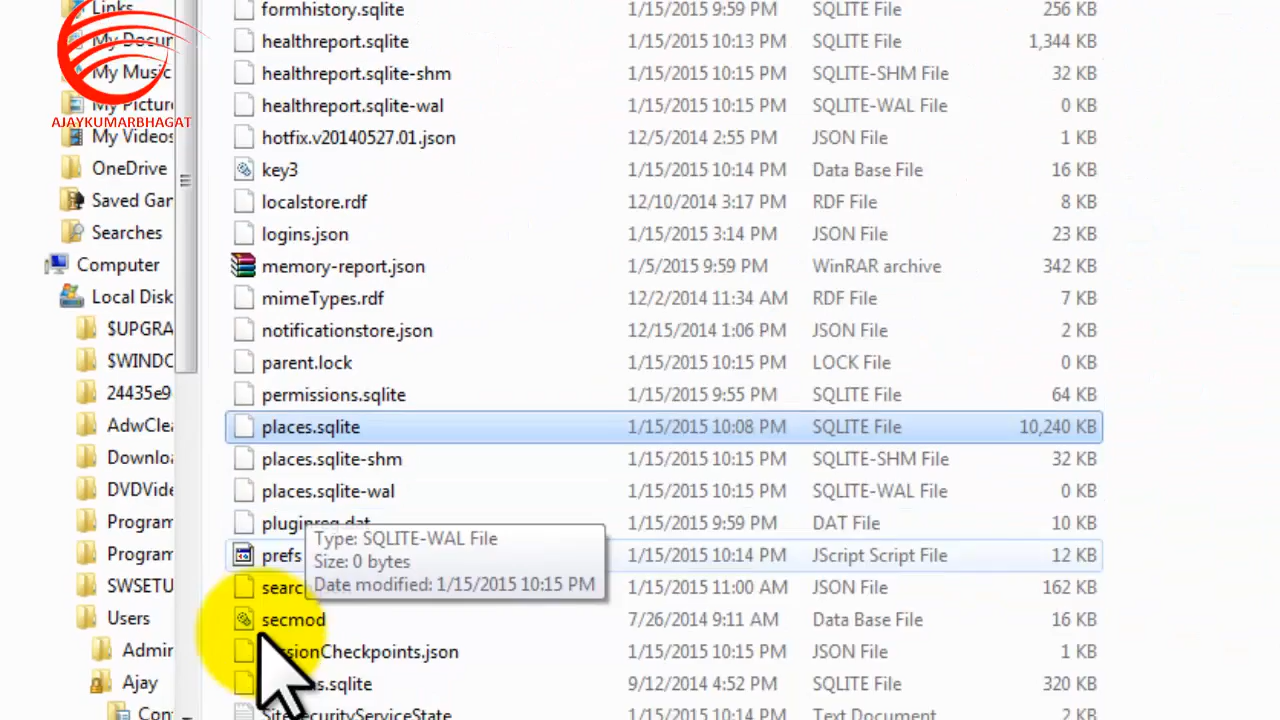 Links
formhistory.sqlite 1/15/2015 9:59 PM SQLITE File 256 KB
My Docur healthreport.sqlite 1/15/2015 10:13 PM SQLITE File 1,344 KB
My Music healthreport.sqlite-shm 1/15/2015 10:15 PM SQLITE-SHM File 32 KB
My Picture healthreport.sqlite-wal 1/15/2015 10:15 PM SQLITE-WAL File 0 KB
AJAYKUMARBHAGAT
My Videos hotfix.v20140527.01.json 12/5/2014 2:55 PM JSON File 1 KB
OneDrive key3 1/15/2015 10:14 PM Data Base File 16 KB
Saved Gar localstore.rdf 12/10/2014 3:17 PM RDF File 8 KB
Searches logins.json 1/15/2015 3:14 PM JSON File 23 KB
Computer memory-report.json 1/5/2015 9:59 PM WinRAR archive 342 KB
Local Disk mimeTypes.rdf 12/2/2014 11:34 AM RDF File 7 KB
$UPGRA notificationstore.json 12/15/2014 1:06 PM JSON File 2 KB
$WINDC parent.lock 1/15/2015 10:15 PM LOCK File 0 KB
24435e9 permissions.sqlite 1/15/2015 9:55 PM SQLITE File 64 KB
AdwClea places.sqlite 1/15/2015 10:08 PM SQLITE File 10,240 KB
Downloa places.sqlite-shm 1/15/2015 10:15 PM SQLITE-SHM File 32 KB
DVDVide places.sqlite-wal 1/15/2015 10:15 PM SQLITE-WAL File 0 KB
Program pluginreg.dat 1/15/2015 9:59 PM DAT File 10 KB
Type: SQLITE-WAL File
Size: 0 bytes
Date modified: 1/15/2015 10:15 PM
Program prefs 1/15/2015 10:14 PM JScript Script File 12 KB
SWSETU searc 1/15/2015 11:00 AM JSON File 162 KB
Users secmod 7/26/2014 9:11 AM Data Base File 16 KB
Admir ssionCheckpoints.json 1/15/2015 10:15 PM JSON File 1 KB
Ajay s.sqlite 9/12/2014 4:52 PM SQLITE File 320 KB
Con SiteSecurityServiceState 1/15/2015 10:14 PM Text Document 1 KB